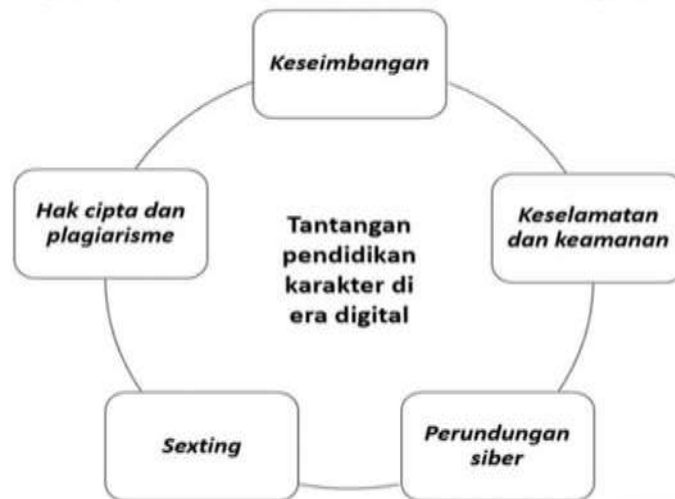 Keseimbangan
Keselamatan
dan keamanan
Perundungan
siber
Sexting
Hak cipta dan
plagiarisme
Tantangan
pendidikan
karakter di
era digital